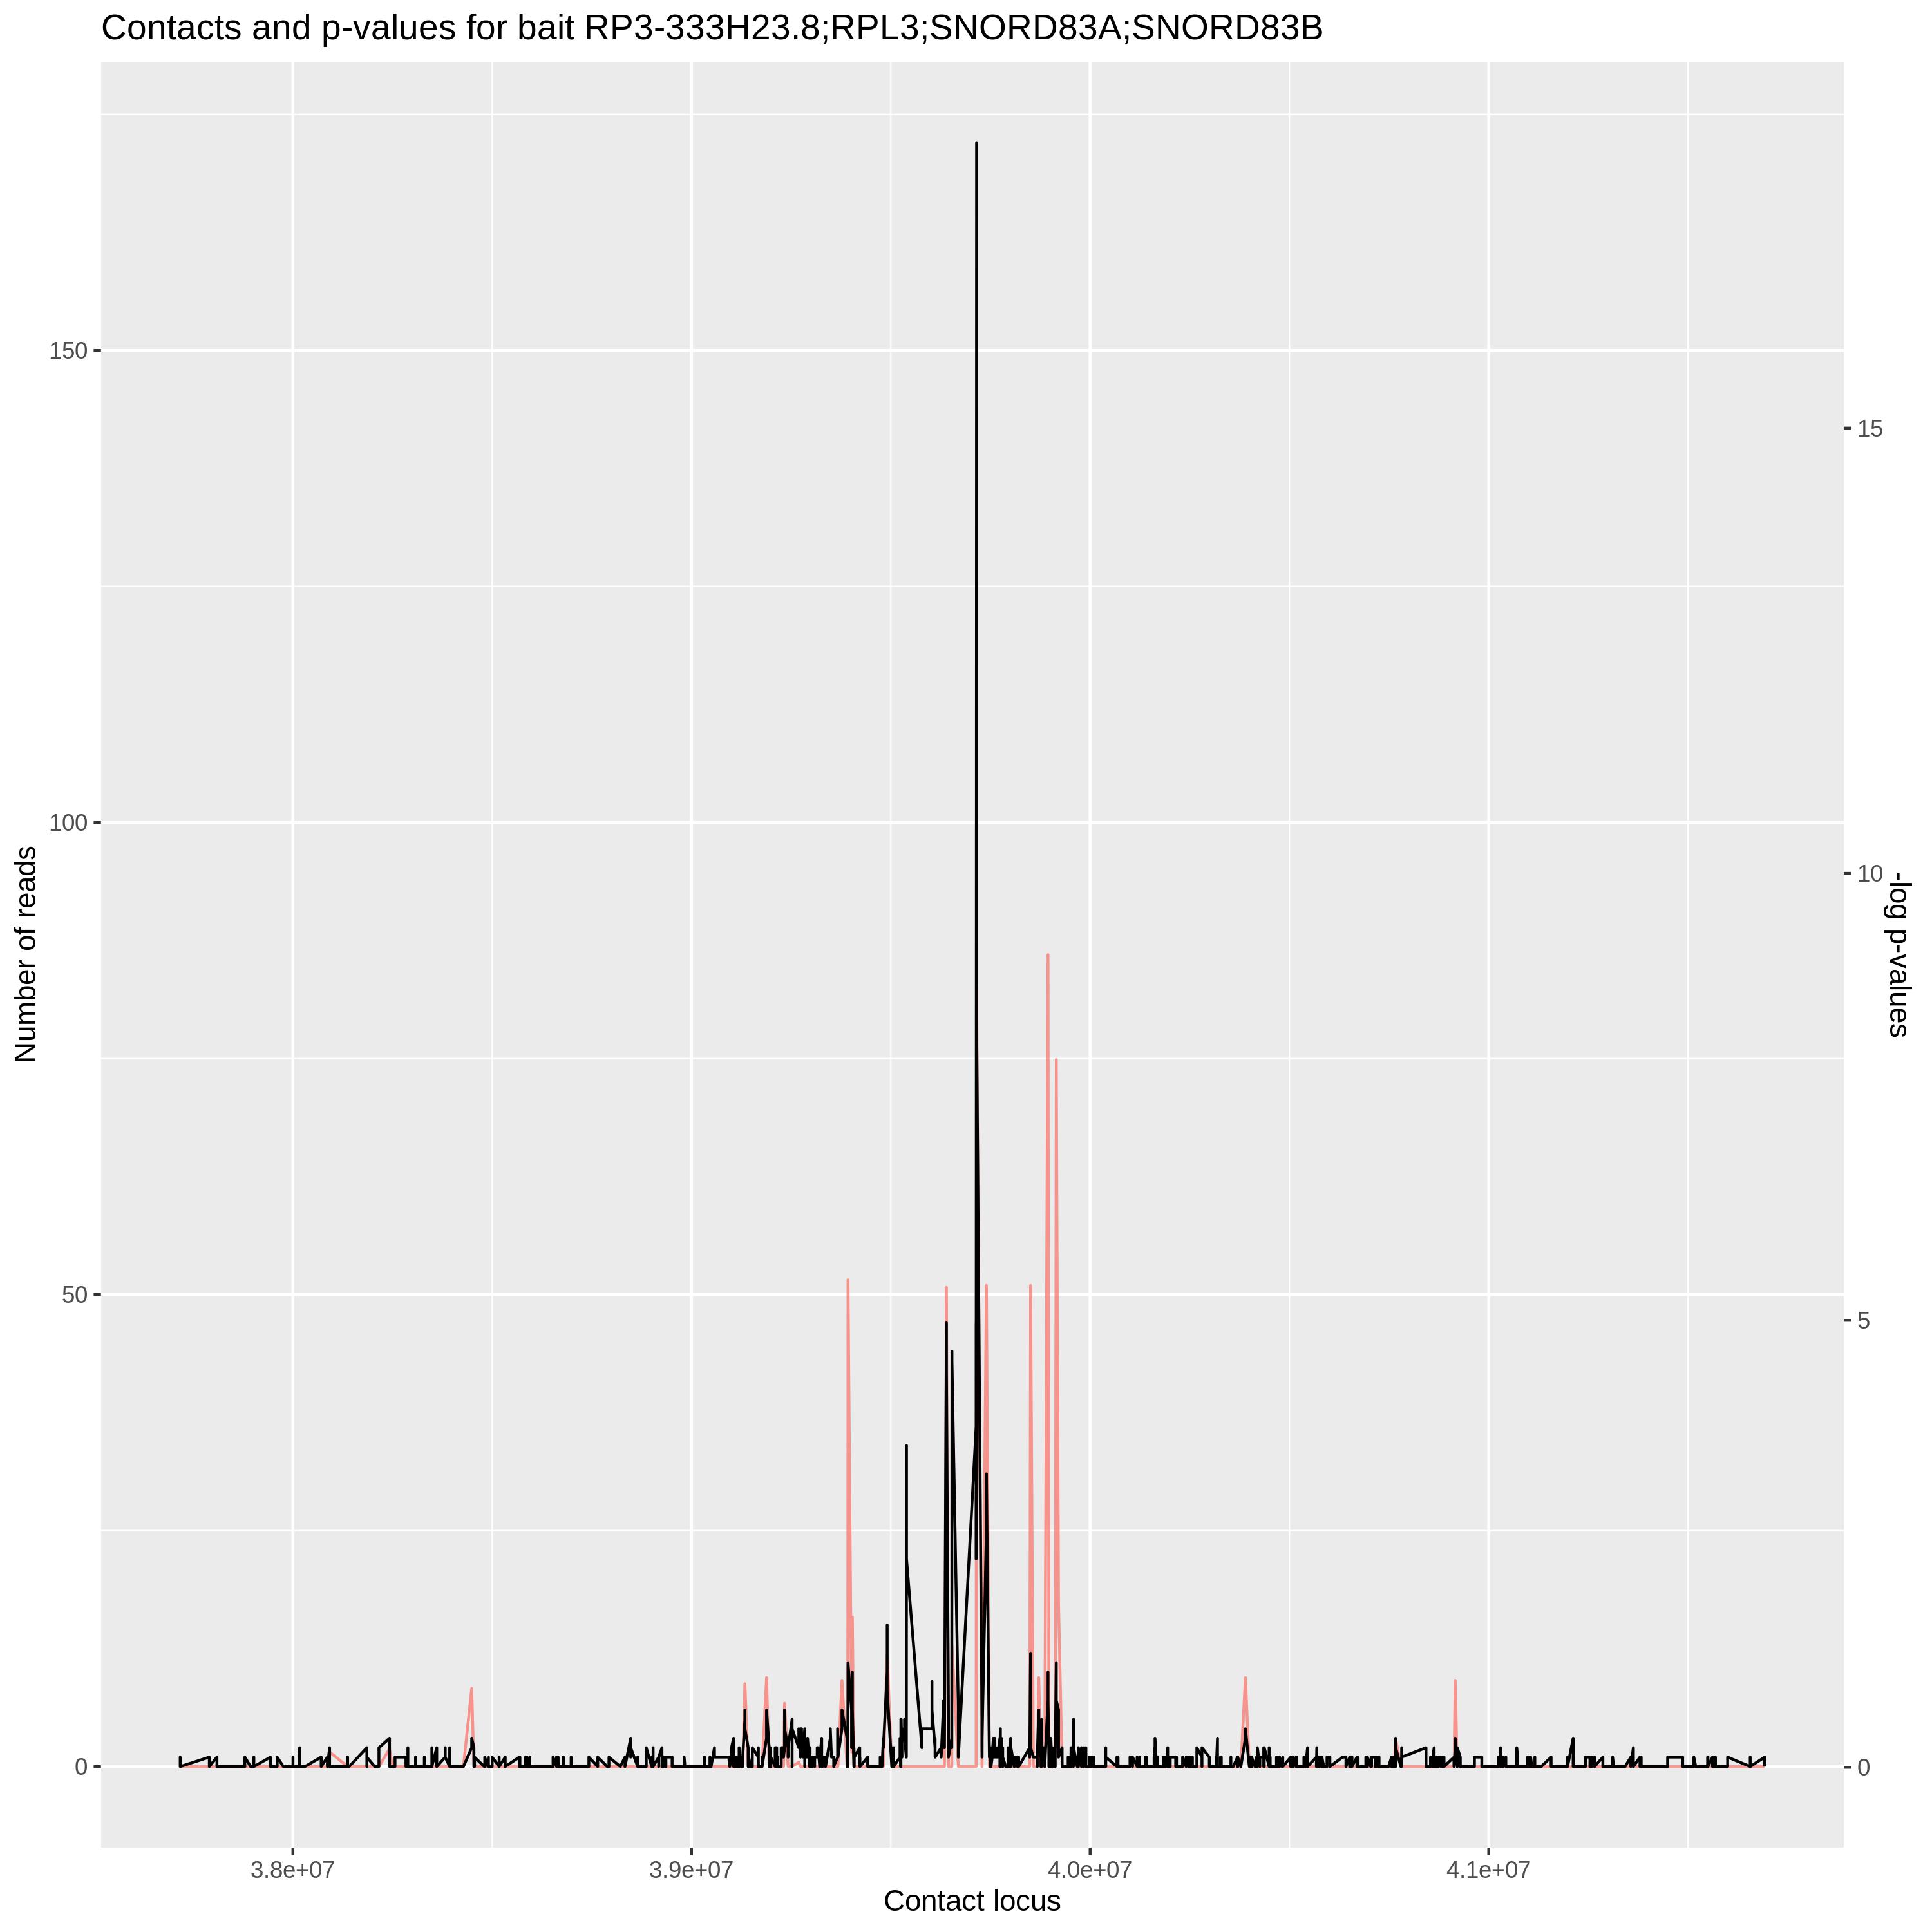 Contacts and p-values for bait RP3-333H23.8;RPL3;SNORD83A;SNORD83B
150
100
50
0
Number of reads
15
10
5
0
-log p-values
3.8e+07
3.9e+07
4.0e+07
4.1e+07
Contact locus